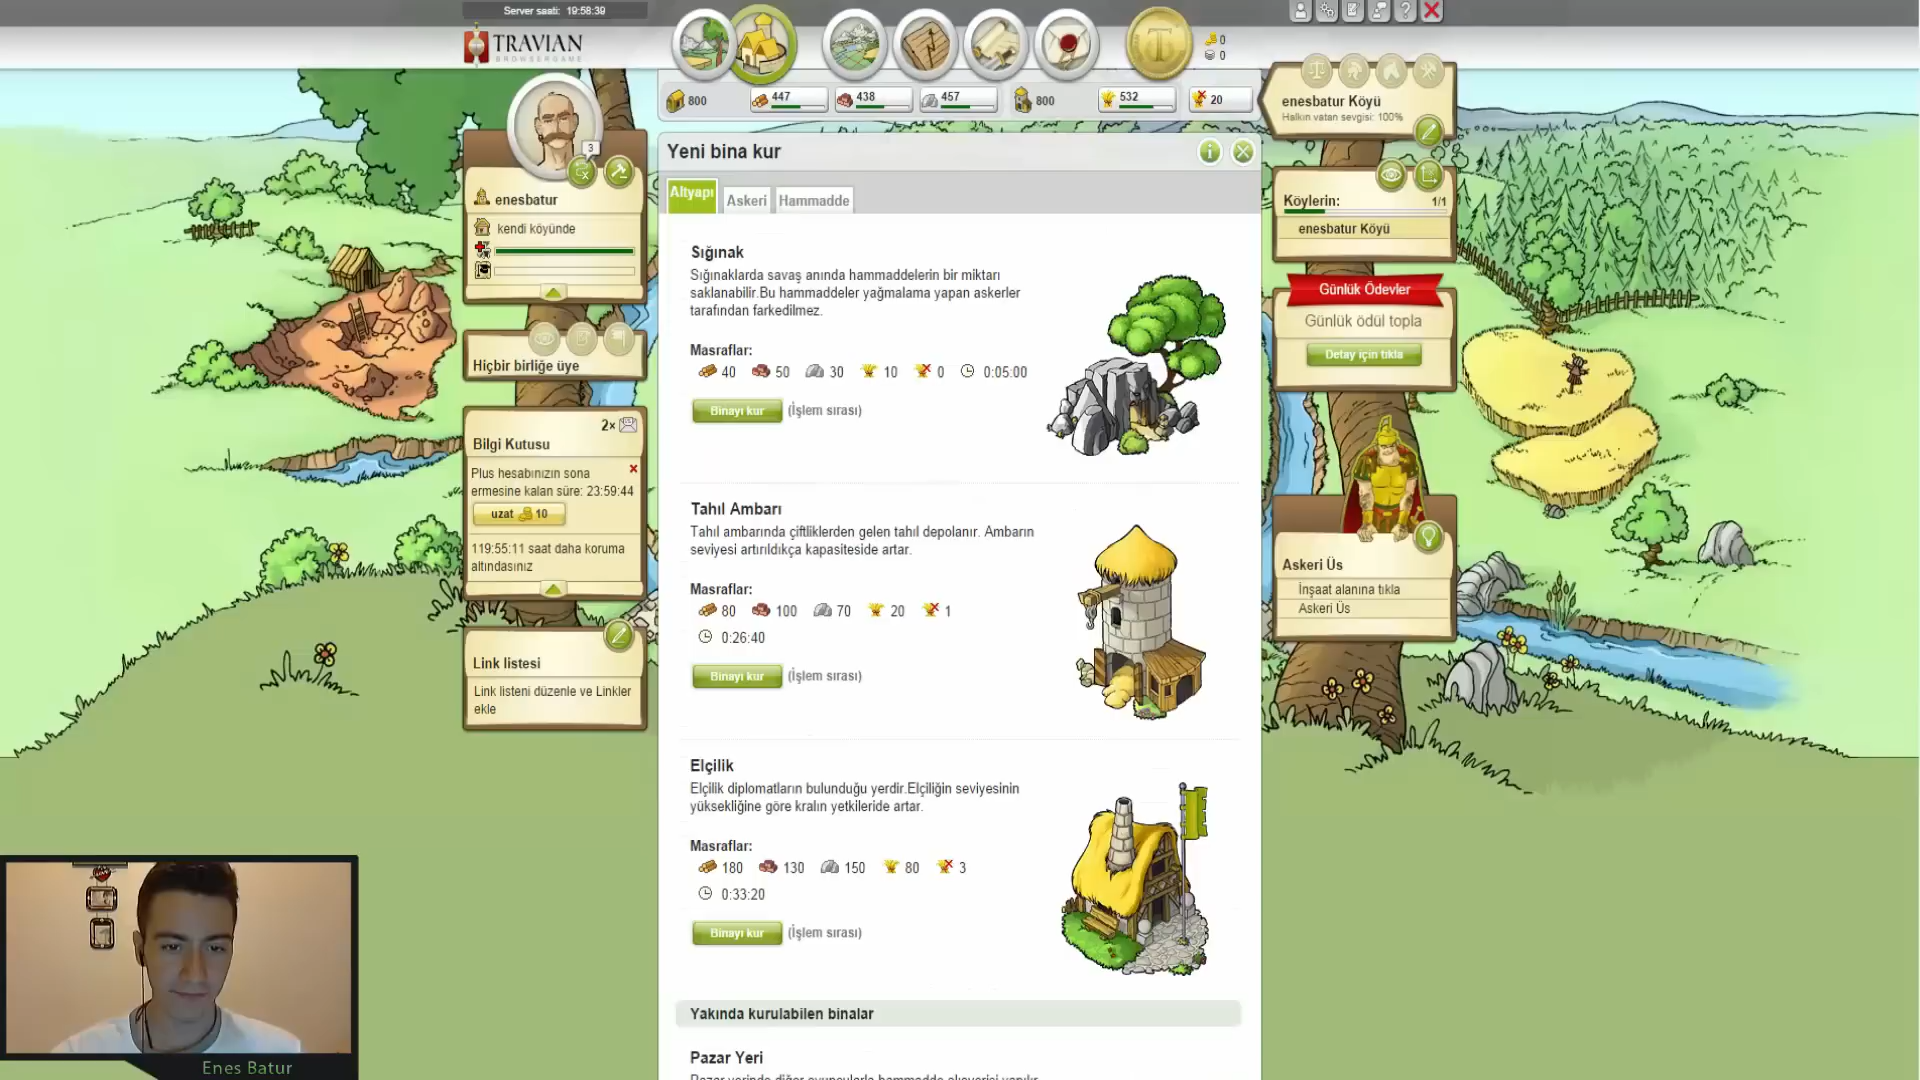 Server saati: 19:58:39
TRAVIAN
BROWSERGAME
0
0
800
447
438
457
800
532
20
enesbatur Köyü
Halkın vatan sevgisi: 100%
3
enesbatur
kendi köyünde
Hiçbir birliğe üye
2×
Bilgi Kutusu
Plus hesabınızın sona
ermesine kalan süre: 23:59:44
uzat 10
119:55:11 saat daha koruma
altındasınız
Link listesi
Link listeni düzenle ve Linkler
ekle
Yeni bina kur
Altyapı Askeri Hammadde
Sığınak
Sığınaklarda savaş anında hammaddelerin bir miktarı
saklanabilir.Bu hammaddeler yağmalama yapan askerler
tarafından farkedilmez.
Masraflar:
40 50 30 10 0 0:05:00
Binayı kur (İşlem sırası)
Tahıl Ambarı
Tahıl ambarında çiftliklerden gelen tahıl depolanır. Ambarın
seviyesi artırıldıkça kapasiteside artar.
Masraflar:
80 100 70 20 1
0:26:40
Binayı kur (İşlem sırası)
Elçilik
Elçilik diplomatların bulunduğu yerdir.Elçiliğin seviyesinin
yüksekliğine göre kralın yetkileride artar.
Masraflar:
180 130 150 80 3
0:33:20
Binayı kur (İşlem sırası)
Yakında kurulabilen binalar
Pazar Yeri
Köylerin: 1/1
enesbatur Köyü
Günlük Ödevler
Günlük ödül topla
Detay için tıkla
Askeri Üs
İnşaat alanına tıkla
Askeri Üs
Enes Batur